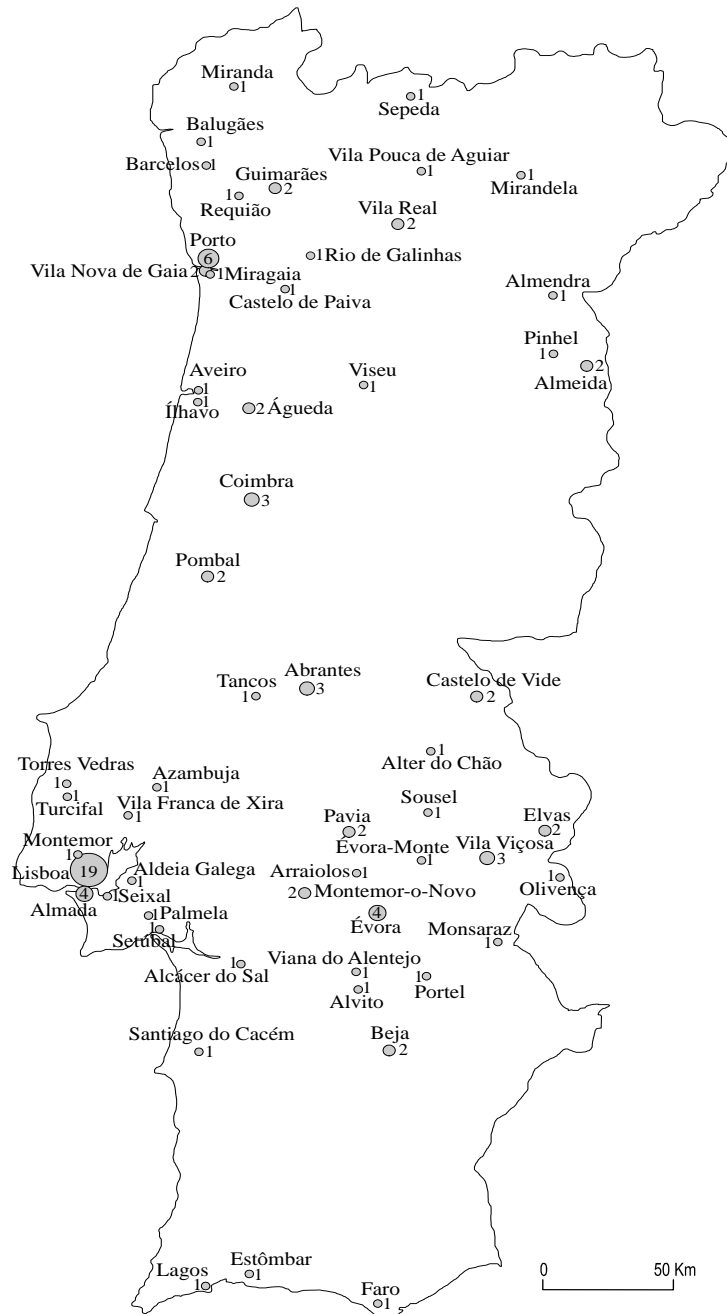 Miranda
1
Sepeda
1
Balugães
1
Barcelos 1
Vila Pouca de Aguiar
1
Mirandela
1
Guimarães
2
1
Requião
Vila Real
2
Porto
6
1 Rio de Galinhas
Vila Nova de Gaia 2
1 Miragaia
1
Castelo de Paiva
Almendra
1
Pinhel
1
2
Almeida
Aveiro
1
1
Ílhavo
Viseu
1
2 Águeda
Coimbra
3
Pombal
2
Tancos
1
Abrantes
3
Castelo de Vide
2
1
Alter do Chão
Torres Vedras
1
1
Turcifal
Azambuja
1
Vila Franca de Xira
1
Sousel
1
Pavia
2
Elvas
2
Évora-Monte
1
Vila Viçosa
3
Montemor
1
Lisboa 19
Aldeia Galega
1
Arraiolos 1
1
Olivença
4
Almada
1 Seixal
2 Montemor-o-Novo
1 Palmela
1
Setúbal
4
Évora
Monsaraz
1
1
Alcácer do Sal
Viana do Alentejo
1
1
Alvito
1
Portel
Santiago do Cacém
1
Beja
2
Lagos
1
Estômbar
1
Faro
1
0 50 Km